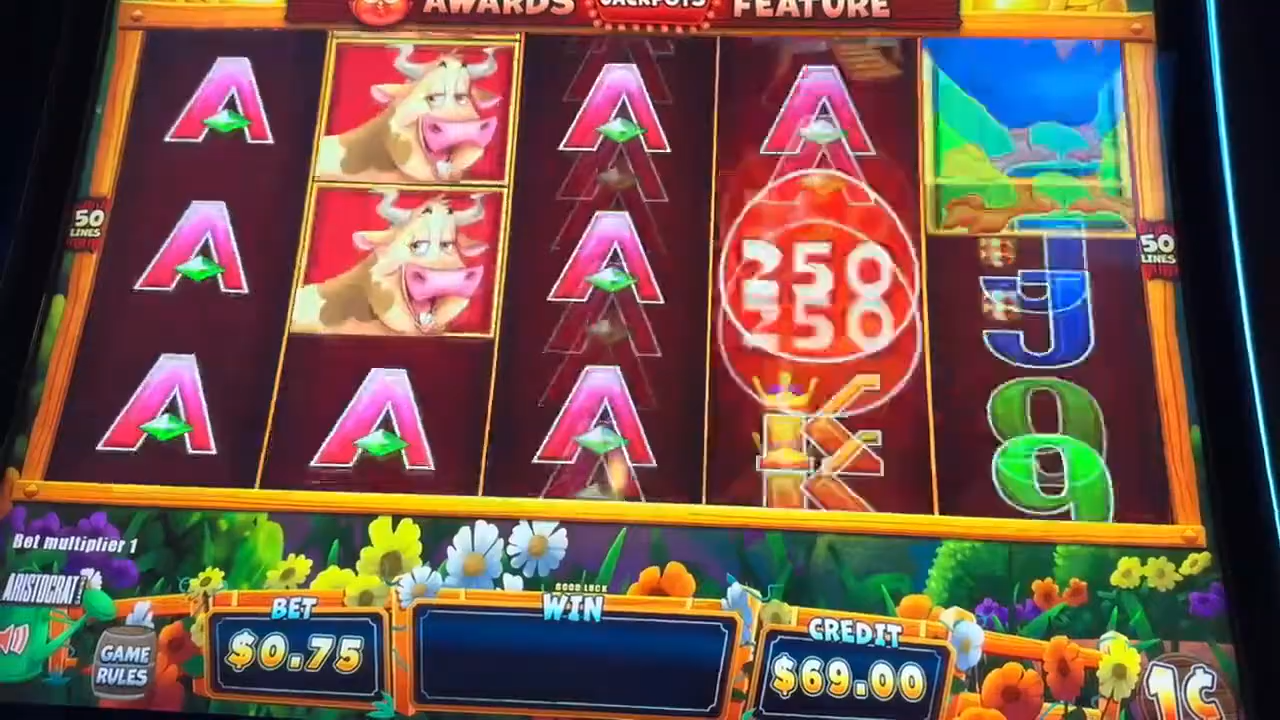 AWARDS JACKPOTS FEATURE
A A A
50 LINES 250 50 LINES
A A 250 J
A A A K 9
Bet multiplier 1
ARISTOCRAT
GOOD LUCK
BET WIN CREDIT
GAME RULES $0.75 $69.00 1¢